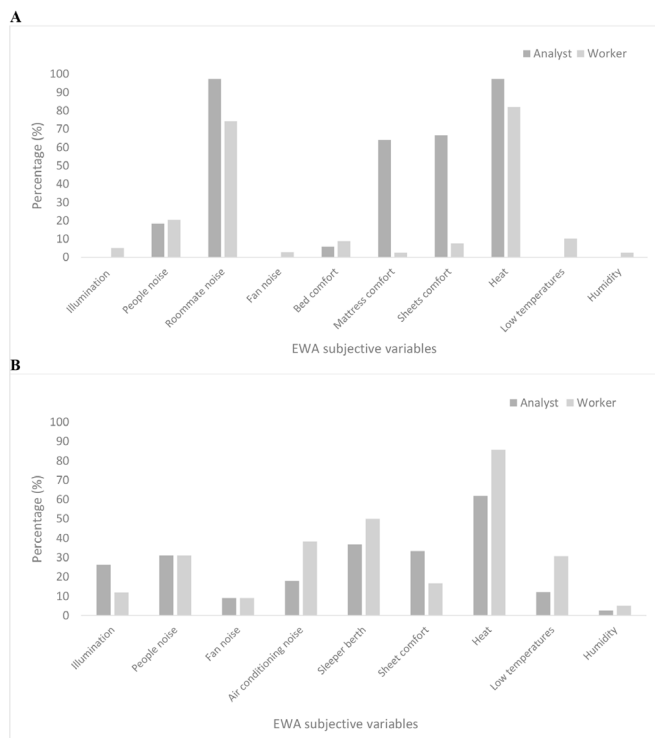 A
Analyst Worker
100
90
80
70
60
50
40
30
20
10
0
Percentage (%)
Illumination
People noise
Roommate noise
Fan noise
Bed comfort
Mattress comfort
Sheets comfort
Heat
Low temperatures
Humidity
EWA subjective variables
B
Analyst Worker
100
90
80
70
60
50
40
30
20
10
0
Percentage (%)
Illumination
People noise
Fan noise
Air conditioning noise
Sleeper berth
Sheet comfort
Heat
Low temperatures
Humidity
EWA subjective variables